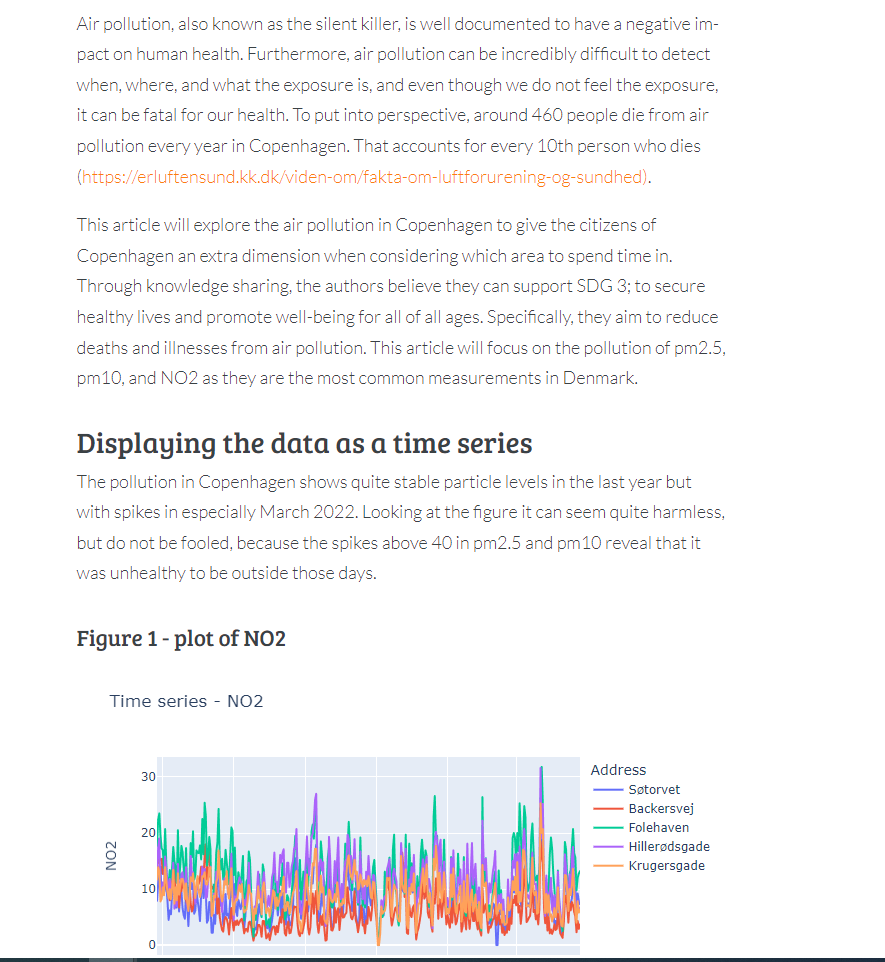 Air pollution, also known as the silent killer, is well documented to have a negative im-
pact on human health. Furthermore, air pollution can be incredibly difficult to detect
when, where, and what the exposure is, and even though we do not feel the exposure,
it can be fatal for our health. To put into perspective, around 460 people die from air
pollution every year in Copenhagen. That accounts for every 10th person who dies
(https://erluftensund.kk.dk/viden-om/fakta-om-luftforurening-og-sundhed).
This article will explore the air pollution in Copenhagen to give the citizens of
Copenhagen an extra dimension when considering which area to spend time in.
Through knowledge sharing, the authors believe they can support SDG 3; to secure
healthy lives and promote well-being for all of all ages. Specifically, they aim to reduce
deaths and illnesses from air pollution. This article will focus on the pollution of pm2.5,
pm10, and NO2 as they are the most common measurements in Denmark.
Displaying the data as a time series
The pollution in Copenhagen shows quite stable particle levels in the last year but
with spikes in especially March 2022. Looking at the figure it can seem quite harmless,
but do not be fooled, because the spikes above 40 in pm2.5 and pm10 reveal that it
was unhealthy to be outside those days.
Figure 1 - plot of NO2
Time series - NO2
NO2
30
20
10
0
Address
Søtorvet
Backersvej
Folehaven
Hillerødsgade
Krugersgade